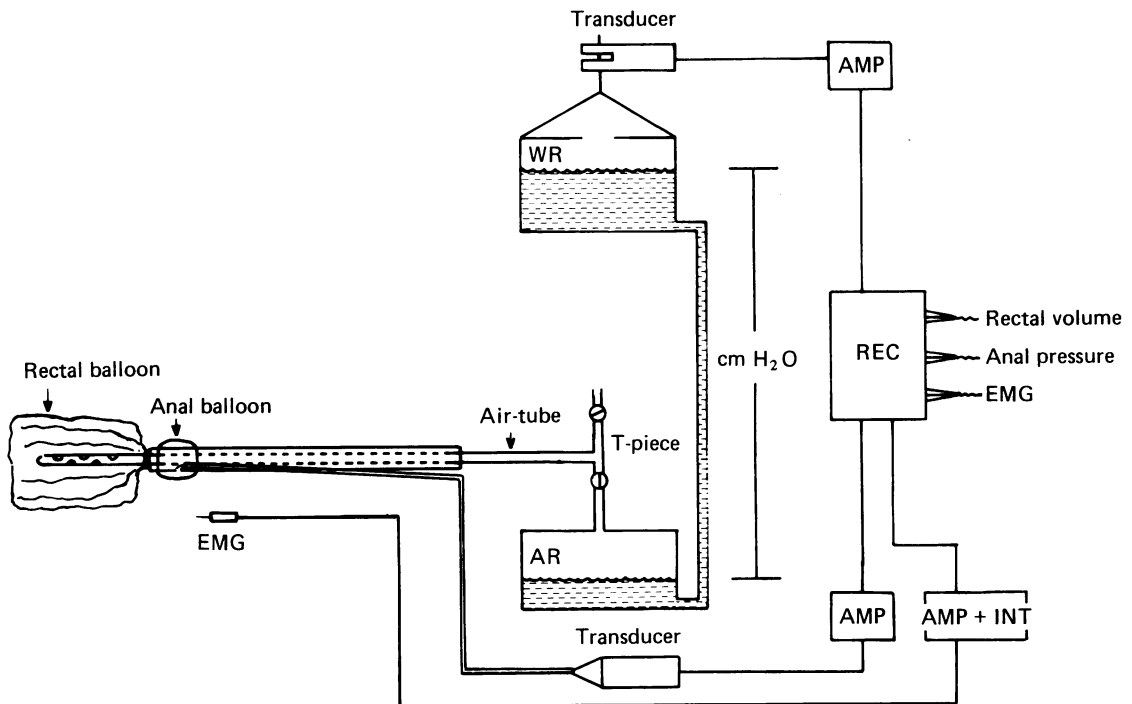 Transducer
AMP
WR
cm H₂O
REC
Rectal volume
Anal pressure
EMG
Rectal balloon
Anal balloon
Air-tube
T-piece
EMG
AR
Transducer
AMP
AMP + INT